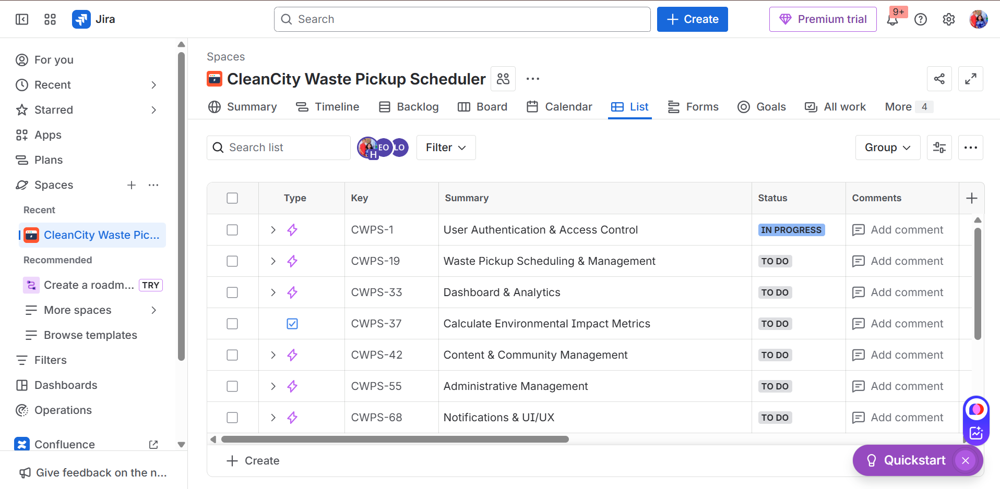 Jira
Search
Create
Premium trial
9+
For you
Recent
Starred
Apps
Plans
Spaces
Recent
CleanCity Waste Pic...
Recommended
Create a roadm... TRY
More spaces
Browse templates
Filters
Dashboards
Operations
Confluence
Give feedback on the n...
Spaces
CleanCity Waste Pickup Scheduler
Summary Timeline Backlog Board Calendar List Forms Goals All work More 4
Search list
H EO LO
Filter
Group
Type Key Summary Status Comments
CWPS-1 User Authentication & Access Control IN PROGRESS Add comment
CWPS-19 Waste Pickup Scheduling & Management TO DO Add comment
CWPS-33 Dashboard & Analytics TO DO Add comment
CWPS-37 Calculate Environmental Impact Metrics TO DO Add comment
CWPS-42 Content & Community Management TO DO Add comment
CWPS-55 Administrative Management TO DO Add comment
CWPS-68 Notifications & UI/UX TO DO Add comment
Create
Quickstart